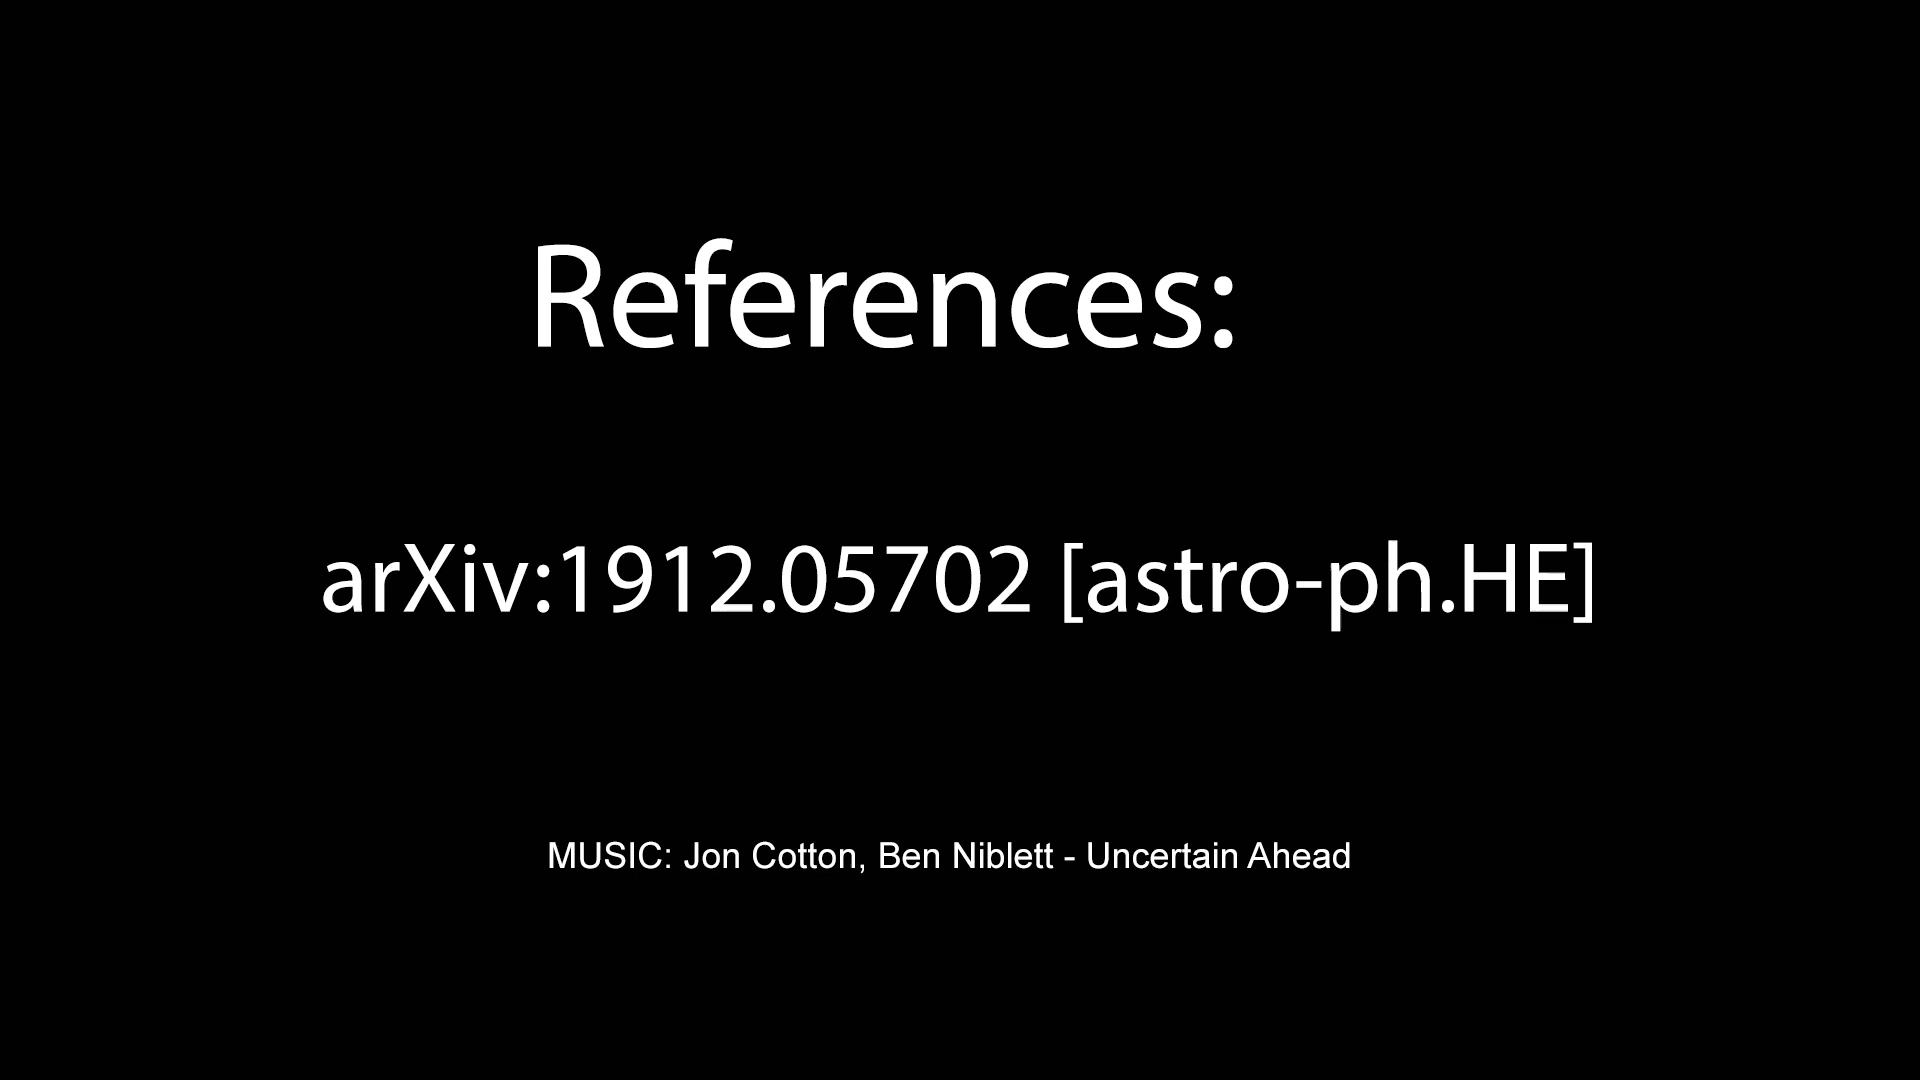 References:
arXiv:1912.05702 [astro-ph.HE]
MUSIC: Jon Cotton, Ben Niblett - Uncertain Ahead